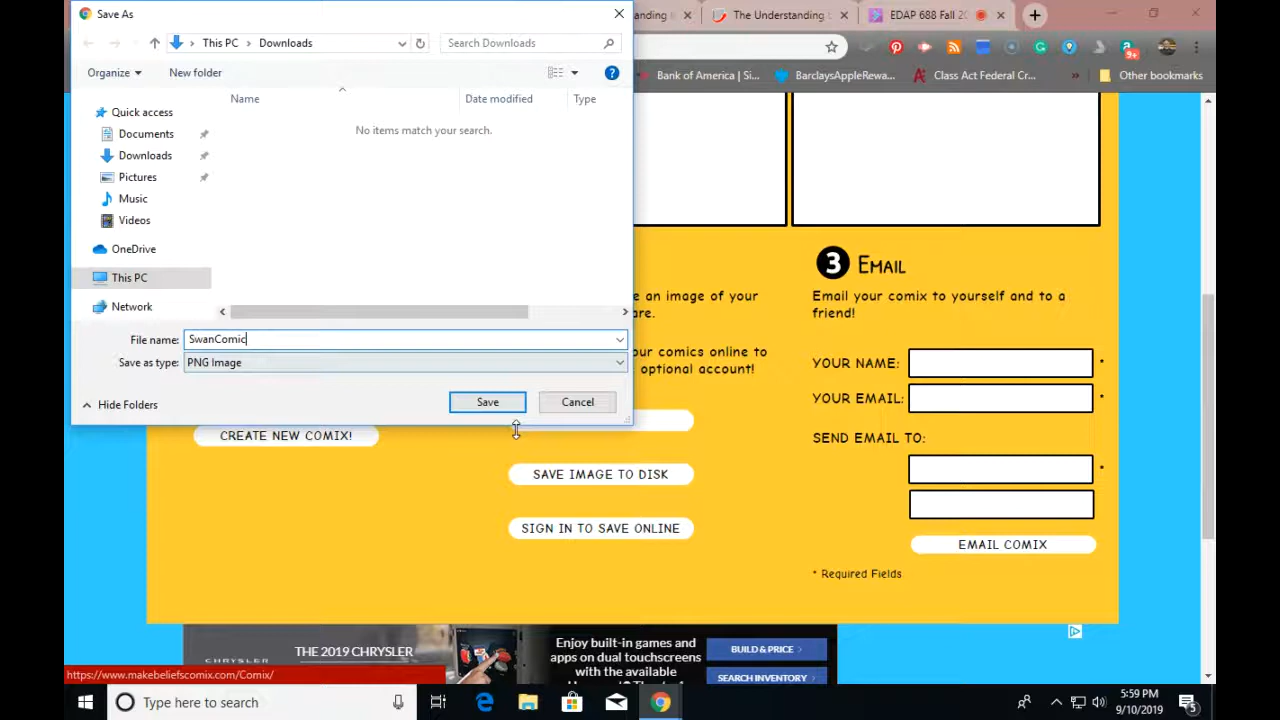 Save As
anding
The Understanding
EDAP 688 Fall 20
This PC
Downloads
Search Downloads
9+
Organize
New folder
Bank of America | Si...
BarclaysAppleRewa...
Class Act Federal Cr...
Other bookmarks
Name
Date modified
Type
No items match your search.
Quick access
Documents
Downloads
Pictures
Music
Videos
OneDrive
This PC
Network
File name: SwanComic
Save as type: PNG Image
Hide Folders
Save
Cancel
e an image of your
are.
our comics online to
optional account!
CREATE NEW COMIX!
SAVE IMAGE TO DISK
SIGN IN TO SAVE ONLINE
3 EMAIL
Email your comix to yourself and to a
friend!
YOUR NAME: *
YOUR EMAIL: *
SEND EMAIL TO:
*
EMAIL COMIX
* Required Fields
THE 2019 CHRYSLER
Enjoy built-in games and
apps on dual touchscreens
with the available
BUILD & PRICE
SEARCH INVENTORY
https://www.makebeliefscomix.com/Comix/
Type here to search
5:59 PM
9/10/2019
5